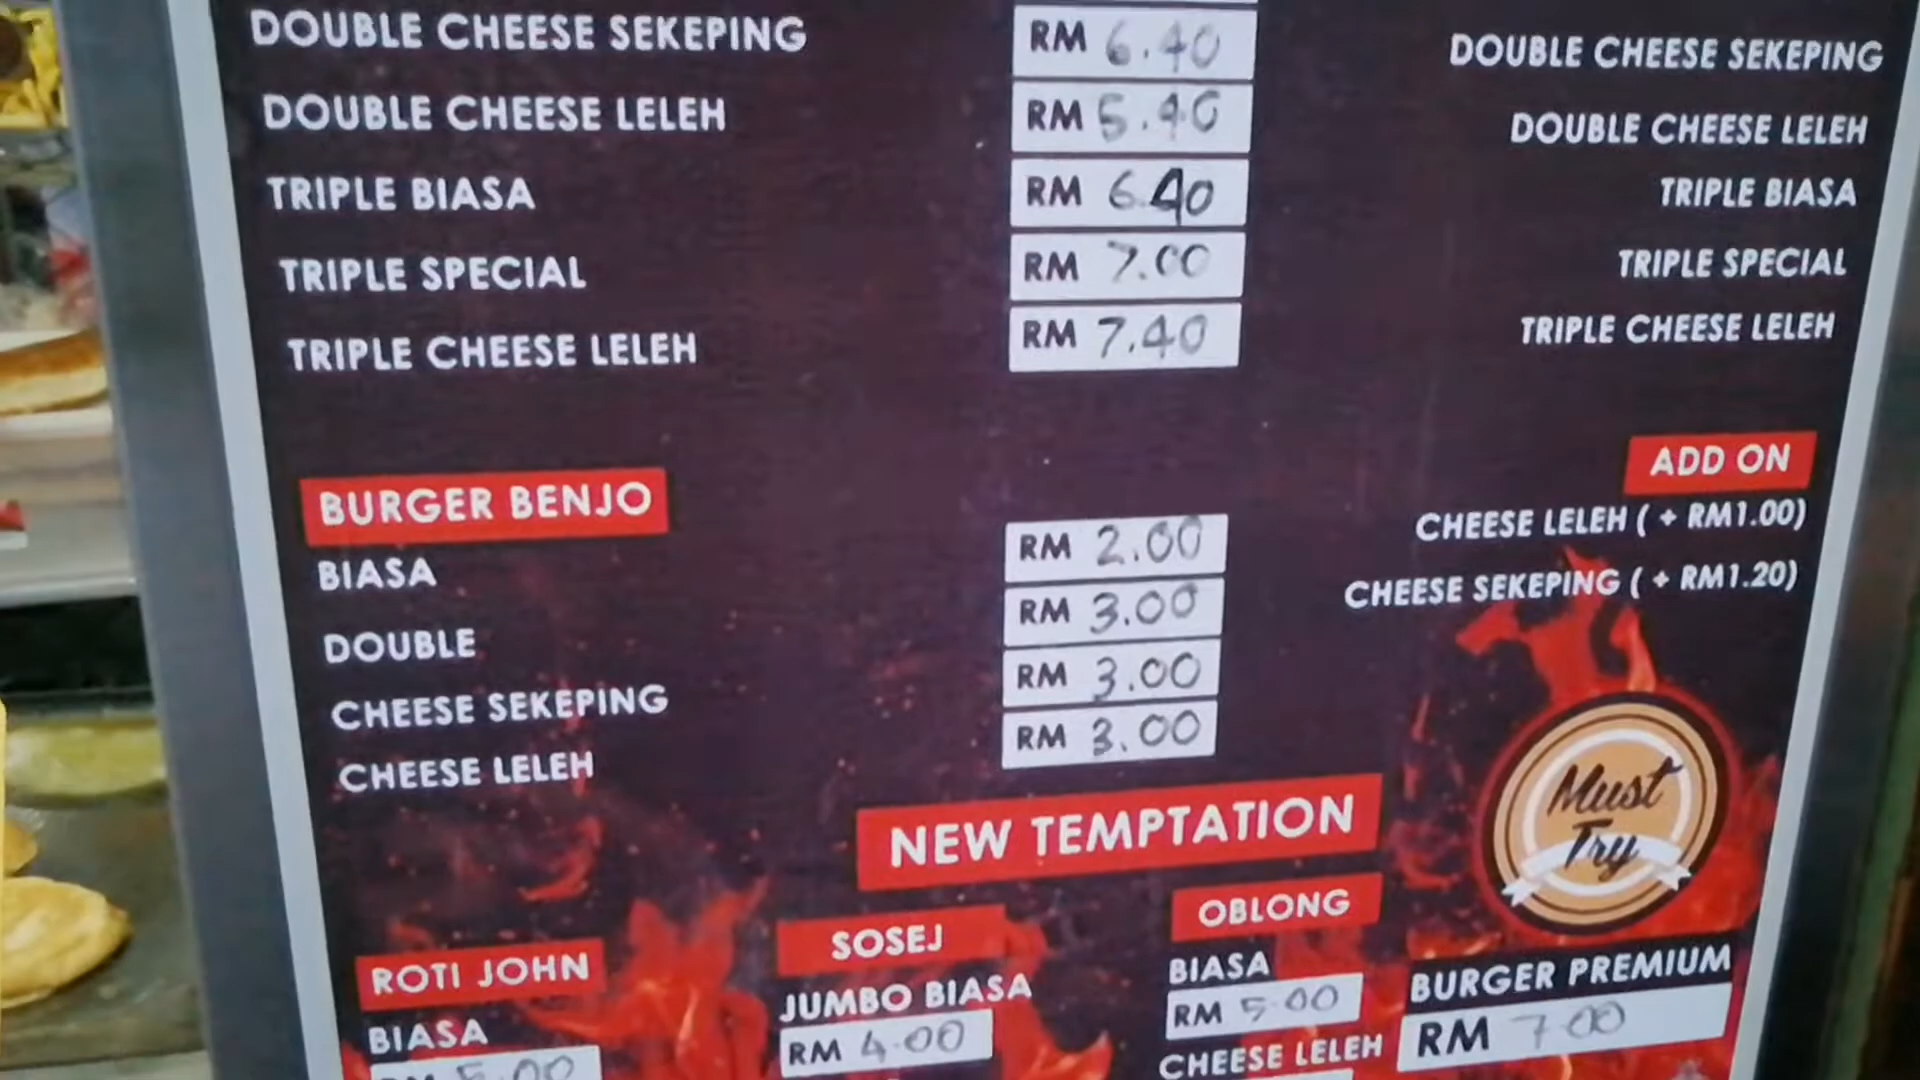 DOUBLE CHEESE SEKEPING RM 6.40
DOUBLE CHEESE LELEH RM 5.90
TRIPLE BIASA RM 6.40
TRIPLE SPECIAL RM 7.00
TRIPLE CHEESE LELEH RM 7.40
DOUBLE CHEESE SEKEPING
DOUBLE CHEESE LELEH
TRIPLE BIASA
TRIPLE SPECIAL
TRIPLE CHEESE LELEH
BURGER BENJO
BIASA RM 2.00
DOUBLE RM 3.00
CHEESE SEKEPING RM 3.00
CHEESE LELEH RM 3.00
ADD ON
CHEESE LELEH ( + RM1.00)
CHEESE SEKEPING ( + RM1.20)
Must
Try
NEW TEMPTATION
ROTI JOHN
BIASA
RM 5.00
SOSEJ
JUMBO BIASA
RM 4.00
OBLONG
BIASA
RM 5.00
CHEESE LELEH
BURGER PREMIUM
RM 7.00